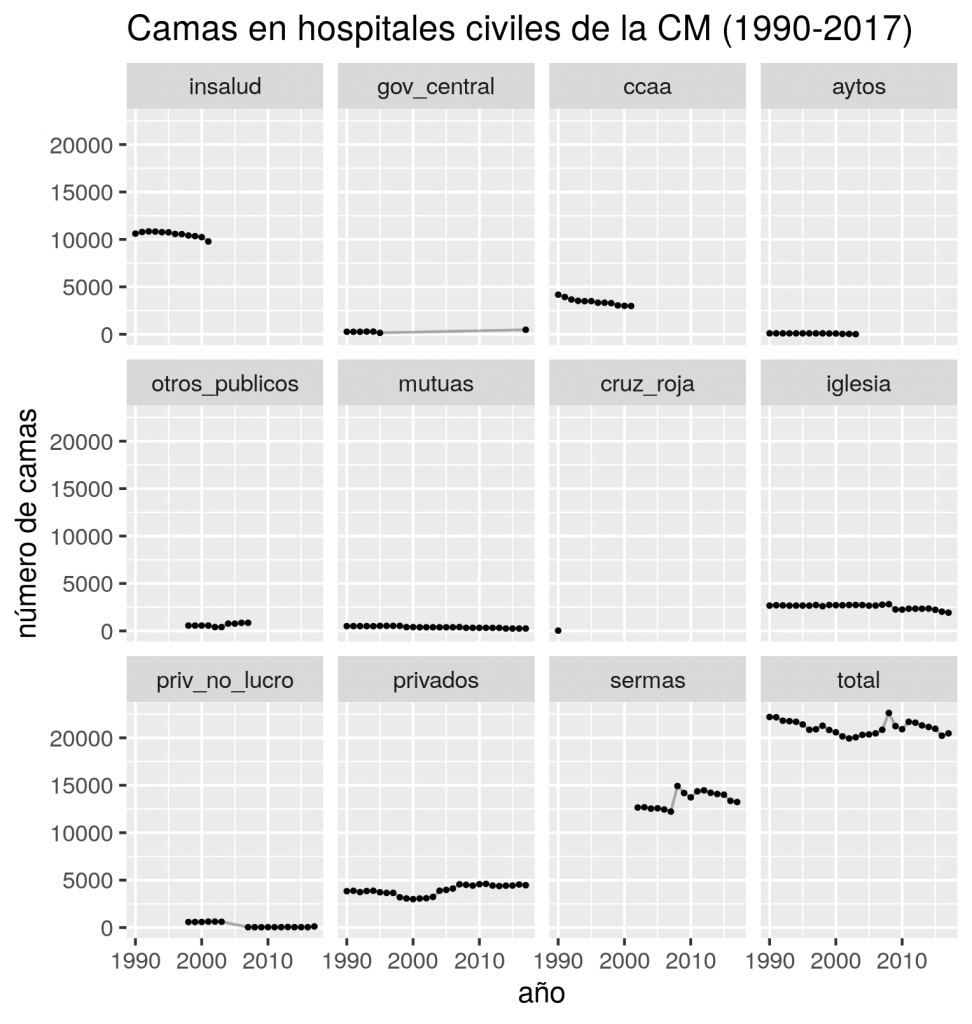 Camas en hospitales civiles de la CM (1990-2017)
insalud gov_central ccaa aytos
20000
15000
10000
5000
0
otros_publicos mutuas cruz_roja iglesia
20000
15000
10000
5000
0
número de camas
priv_no_lucro privados sermas total
20000
15000
10000
5000
0
1990 2000 2010 1990 2000 2010 1990 2000 2010 1990 2000 2010
año